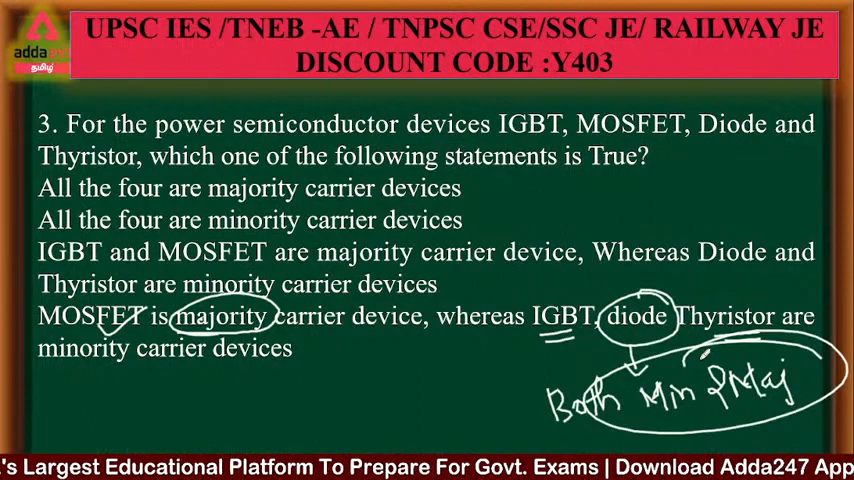 UPSC IES /TNEB -AE / TNPSC CSE/SSC JE/ RAILWAY JE
DISCOUNT CODE :Y403
adda
தமிழ்
3. For the power semiconductor devices IGBT, MOSFET, Diode and
Thyristor, which one of the following statements is True?
All the four are majority carrier devices
All the four are minority carrier devices
IGBT and MOSFET are majority carrier device, Whereas Diode and
Thyristor are minority carrier devices
MOSFET is majority carrier device, whereas IGBT, diode Thyristor are
minority carrier devices
Both Min & Maj
's Largest Educational Platform To Prepare For Govt. Exams | Download Adda247 App